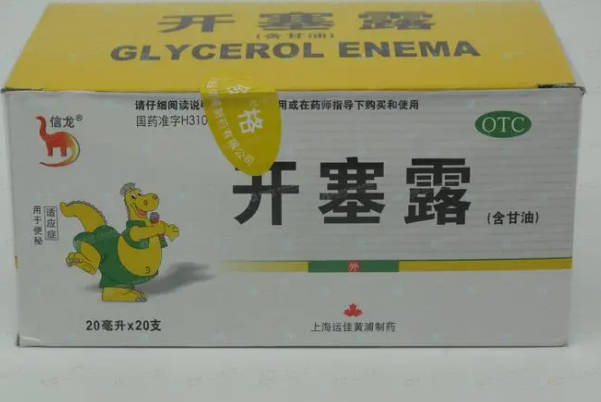 开塞露
(含甘油)
GLYCEROL ENEMA
信龙
请仔细阅读说
用或在药师指导下购买和使用
国药准字H310
格
OTC
开塞露
(含甘油)
适应症
用于便秘
外
20毫升x20支
上海运佳黄浦制药